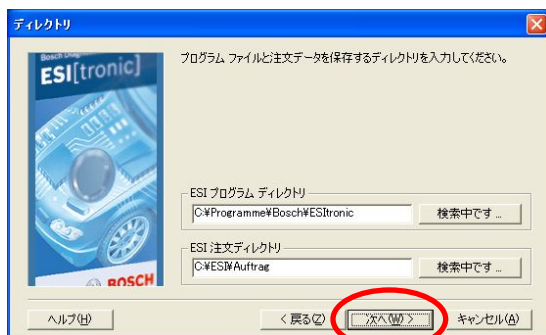 ディレクトリ
Bosch Diagnostics
ESI[tronic]
プログラム ファイルと注文データを保存するディレクトリを入力してください。
ESI プログラム ディレクトリ
C:¥Programme¥Bosch¥ESItronic
検索中です ...
ESI 注文ディレクトリ
C:¥ESI¥Auftrag
検索中です ...
BOSCH
ヘルプ(H)
< 戻る(Z)
次へ(W) >
キャンセル(A)